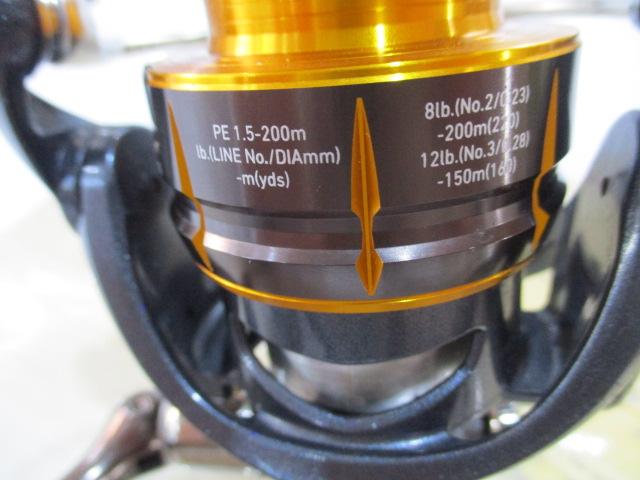 PE 1.5-200m
lb.(LINE No./DIAmm)
-m(yds)
8lb.(No.2/0.23)
-200m(220)
12lb.(No.3/0.28)
-150m(160)